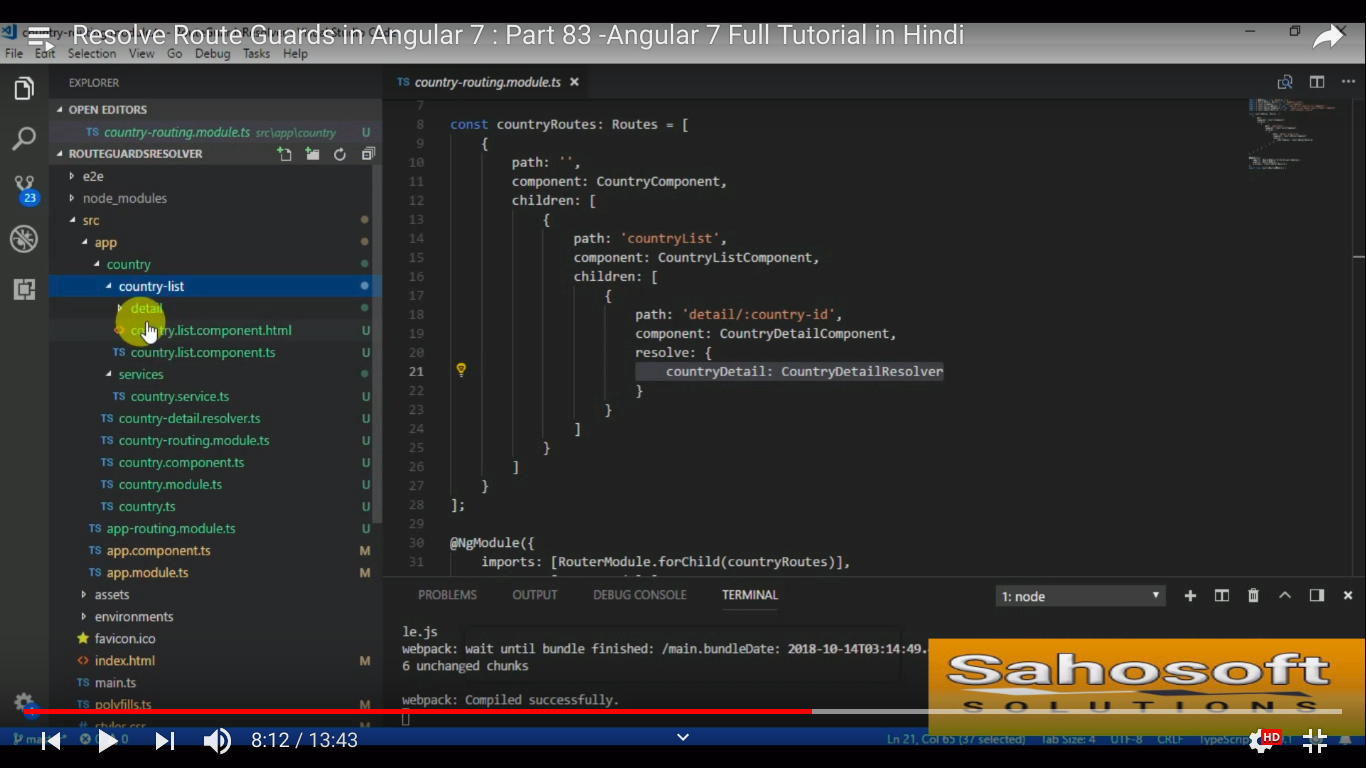 Resolve Route Guards in Angular 7 : Part 83 -Angular 7 Full Tutorial in Hindi
File Edit Selection View Go Debug Tasks Help
EXPLORER
OPEN EDITORS
TS country-routing.module.ts src\app\country U
ROUTEGUARDSRESOLVER
23
e2e
node_modules
src
app
country
country-list
detail
country.list.component.html U
TS country.list.component.ts U
services
TS country.service.ts U
TS country-detail.resolver.ts U
TS country-routing.module.ts U
TS country.component.ts U
TS country.module.ts U
TS country.ts U
TS app-routing.module.ts U
TS app.component.ts M
TS app.module.ts M
assets
environments
favicon.ico
<> index.html M
TS main.ts
TS polyfills.ts M
# styles.css M
TS country-routing.module.ts ×
7
8 const countryRoutes: Routes = [
9 {
10 path: '',
11 component: CountryComponent,
12 children: [
13 {
14 path: 'countryList',
15 component: CountryListComponent,
16 children: [
17 {
18 path: 'detail/:country-id',
19 component: CountryDetailComponent,
20 resolve: {
21 countryDetail: CountryDetailResolver
22 }
23 }
24 ]
25 }
26 ]
27 }
28 ];
29
30 @NgModule({
31 imports: [RouterModule.forChild(countryRoutes)],
PROBLEMS OUTPUT DEBUG CONSOLE TERMINAL
1: node
le.js
webpack: wait until bundle finished: /main.bundleDate: 2018-10-14T03:14:49.
6 unchanged chunks
webpack: Compiled successfully.
Sahosoft
SOLUTIONS
8:12 / 13:43
HD
Ln 21, Col 65 (37 selected) Tab Size: 4 UTF-8 CRLF